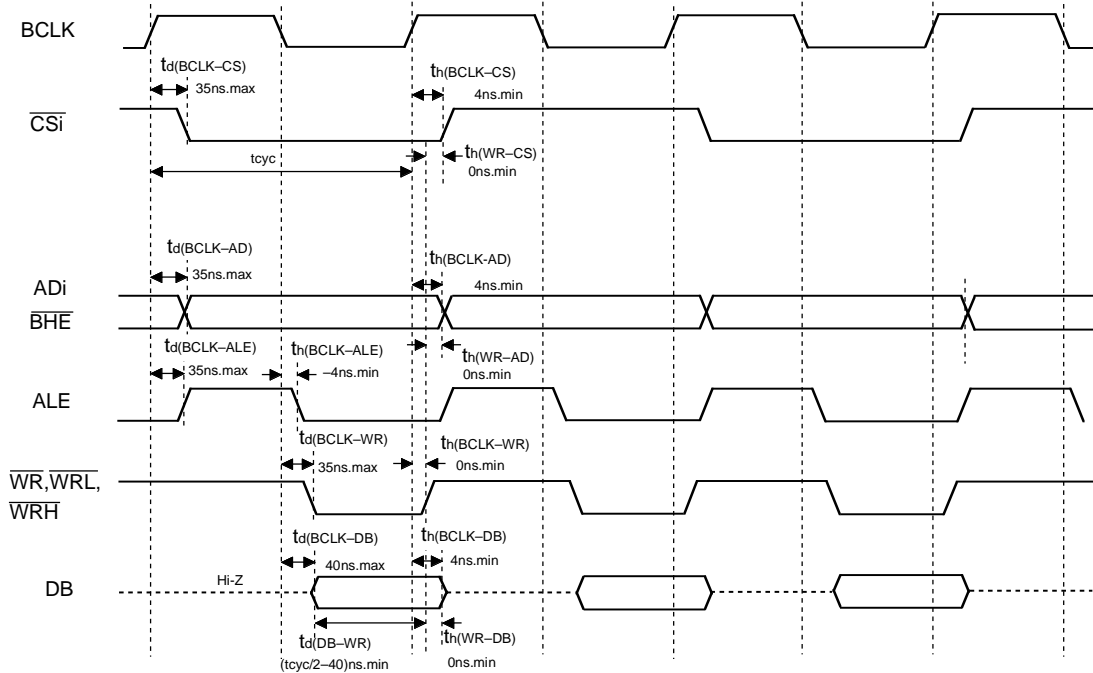 BCLK
td(BCLK–CS)
35ns.max
th(BCLK–CS)
4ns.min
CSi
tcyc
th(WR–CS)
0ns.min
td(BCLK–AD)
35ns.max
th(BCLK-AD)
4ns.min
ADi
BHE
td(BCLK–ALE)
35ns.max
th(BCLK–ALE)
–4ns.min
th(WR–AD)
0ns.min
ALE
td(BCLK–WR)
35ns.max
th(BCLK–WR)
0ns.min
WR,WRL,
WRH
td(BCLK–DB)
40ns.max
th(BCLK–DB)
4ns.min
DB
Hi-Z
td(DB–WR)
(tcyc/2–40)ns.min
th(WR–DB)
0ns.min